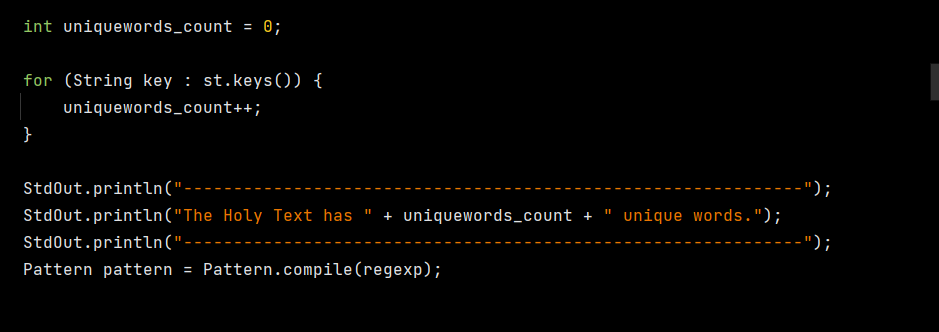 int uniquewords_count = 0;
for (String key : st.keys()) {
uniquewords_count++;
}
StdOut.println("--------------------------------------------------------------");
StdOut.println("The Holy Text has " + uniquewords_count + " unique words.");
StdOut.println("--------------------------------------------------------------");
Pattern pattern = Pattern.compile(regexp);